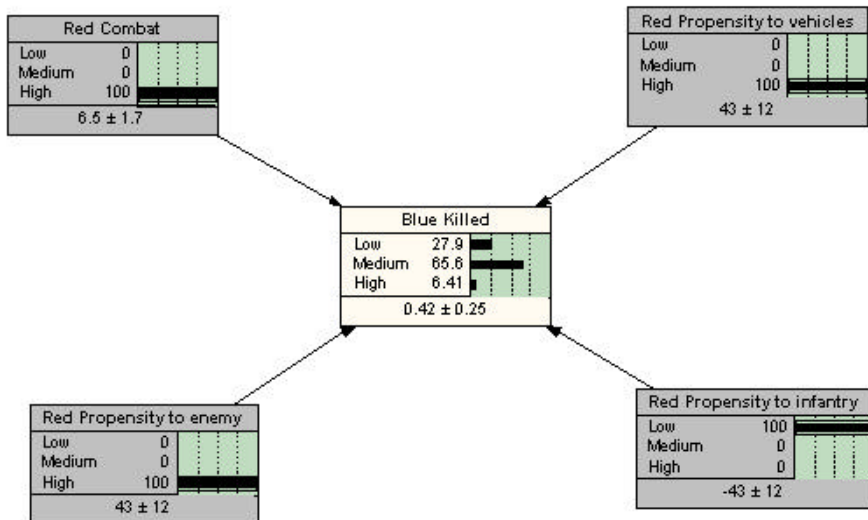 Red Combat
Low 0
Medium 0
High 100
6.5 ± 1.7
Red Propensity to vehicles
Low 0
Medium 0
High 100
43 ± 12
Blue Killed
Low 27.9
Medium 65.6
High 6.41
0.42 ± 0.25
Red Propensity to enemy
Low 0
Medium 0
High 100
43 ± 12
Red Propensity to infantry
Low 100
Medium 0
High 0
-43 ± 12